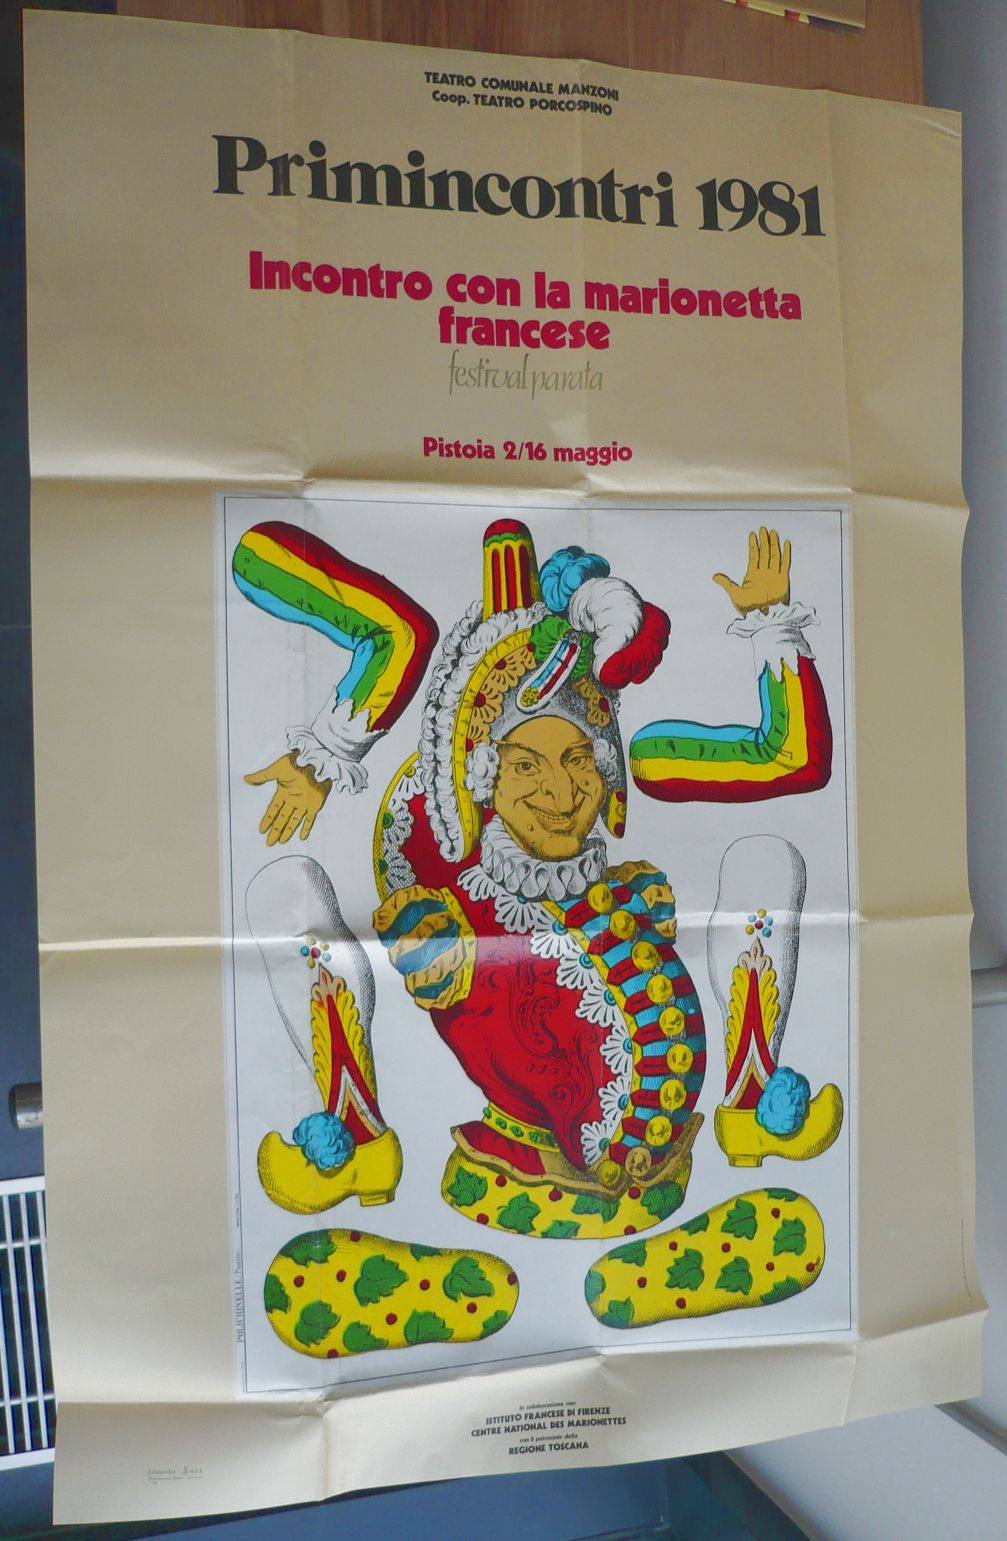 TEATRO COMUNALE MANZONI
Coop. TEATRO PORCOSPINO
Primincontri 1981
Incontro con la marionetta
francese
festival parata
Pistoia 2/16 maggio
POLICHINELLE
in collaborazione con:
ISTITUTO FRANCESE DI FIRENZE
CENTRE NATIONAL DES MARIONETTES
con il patrocinio della
REGIONE TOSCANA